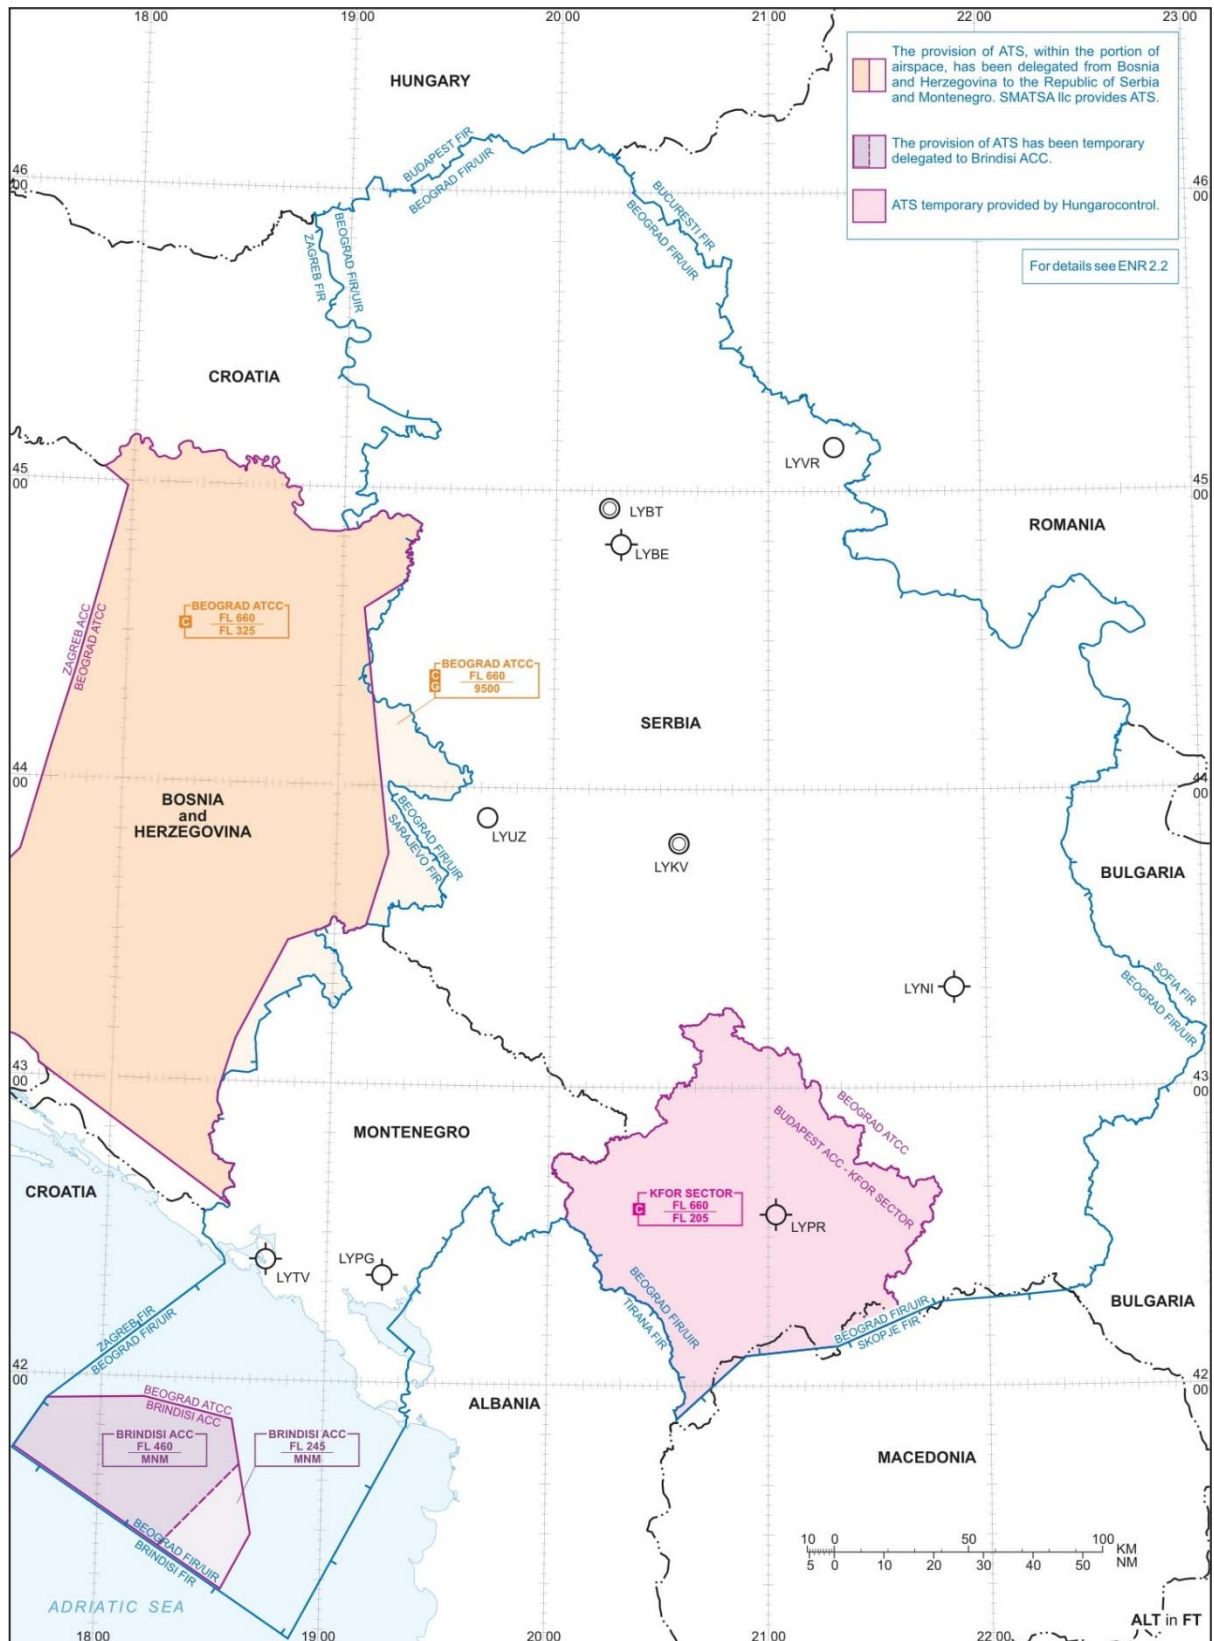 18 00
19 00
20 00
21 00
22 00
23 00
HUNGARY
The provision of ATS, within the portion of
airspace, has been delegated from Bosnia
and Herzegovina to the Republic of Serbia
and Montenegro. SMATSA llc provides ATS.
The provision of ATS has been temporary
delegated to Brindisi ACC.
ATS temporary provided by Hungarocontrol.
For details see ENR 2.2
46
00
46
00
BUDAPEST FIR
BEOGRAD FIR/UIR
BUCURESTI FIR
BEOGRAD FIR/UIR
BEOGRAD FIR/UIR
ZAGREB FIR
CROATIA
LYVR
45
00
45
00
LYBT
LYBE
ROMANIA
BEOGRAD ATCC
C
FL 660
FL 325
ZAGREB ACC
BEOGRAD ATCC
BEOGRAD ATCC
C
G
FL 660
9500
SERBIA
44
00
44
00
BOSNIA
and
HERZEGOVINA
BEOGRAD FIR/UIR
SARAJEVO FIR
LYUZ
LYKV
BULGARIA
LYNI
SOFIA FIR
BEOGRAD FIR/UIR
43
00
43
00
MONTENEGRO
BEOGRAD ATCC
BUDAPEST ACC - KFOR SECTOR
CROATIA
KFOR SECTOR
C
FL 660
FL 205
LYPR
LYTV
LYPG
BEOGRAD FIR/UIR
TIRANA FIR
BEOGRAD FIR/UIR
SKOPJE FIR
BULGARIA
ZAGREB FIR
BEOGRAD FIR/UIR
42
00
42
00
ALBANIA
BEOGRAD ATCC
BRINDISI ACC
BRINDISI ACC
FL 460
MNM
BRINDISI ACC
FL 245
MNM
MACEDONIA
BEOGRAD FIR/UIR
BRINDISI FIR
10 0 50 100 KM
5 0 10 20 30 40 50 NM
ADRIATIC SEA
ALT in FT
18 00
19 00
20 00
21 00
22 00